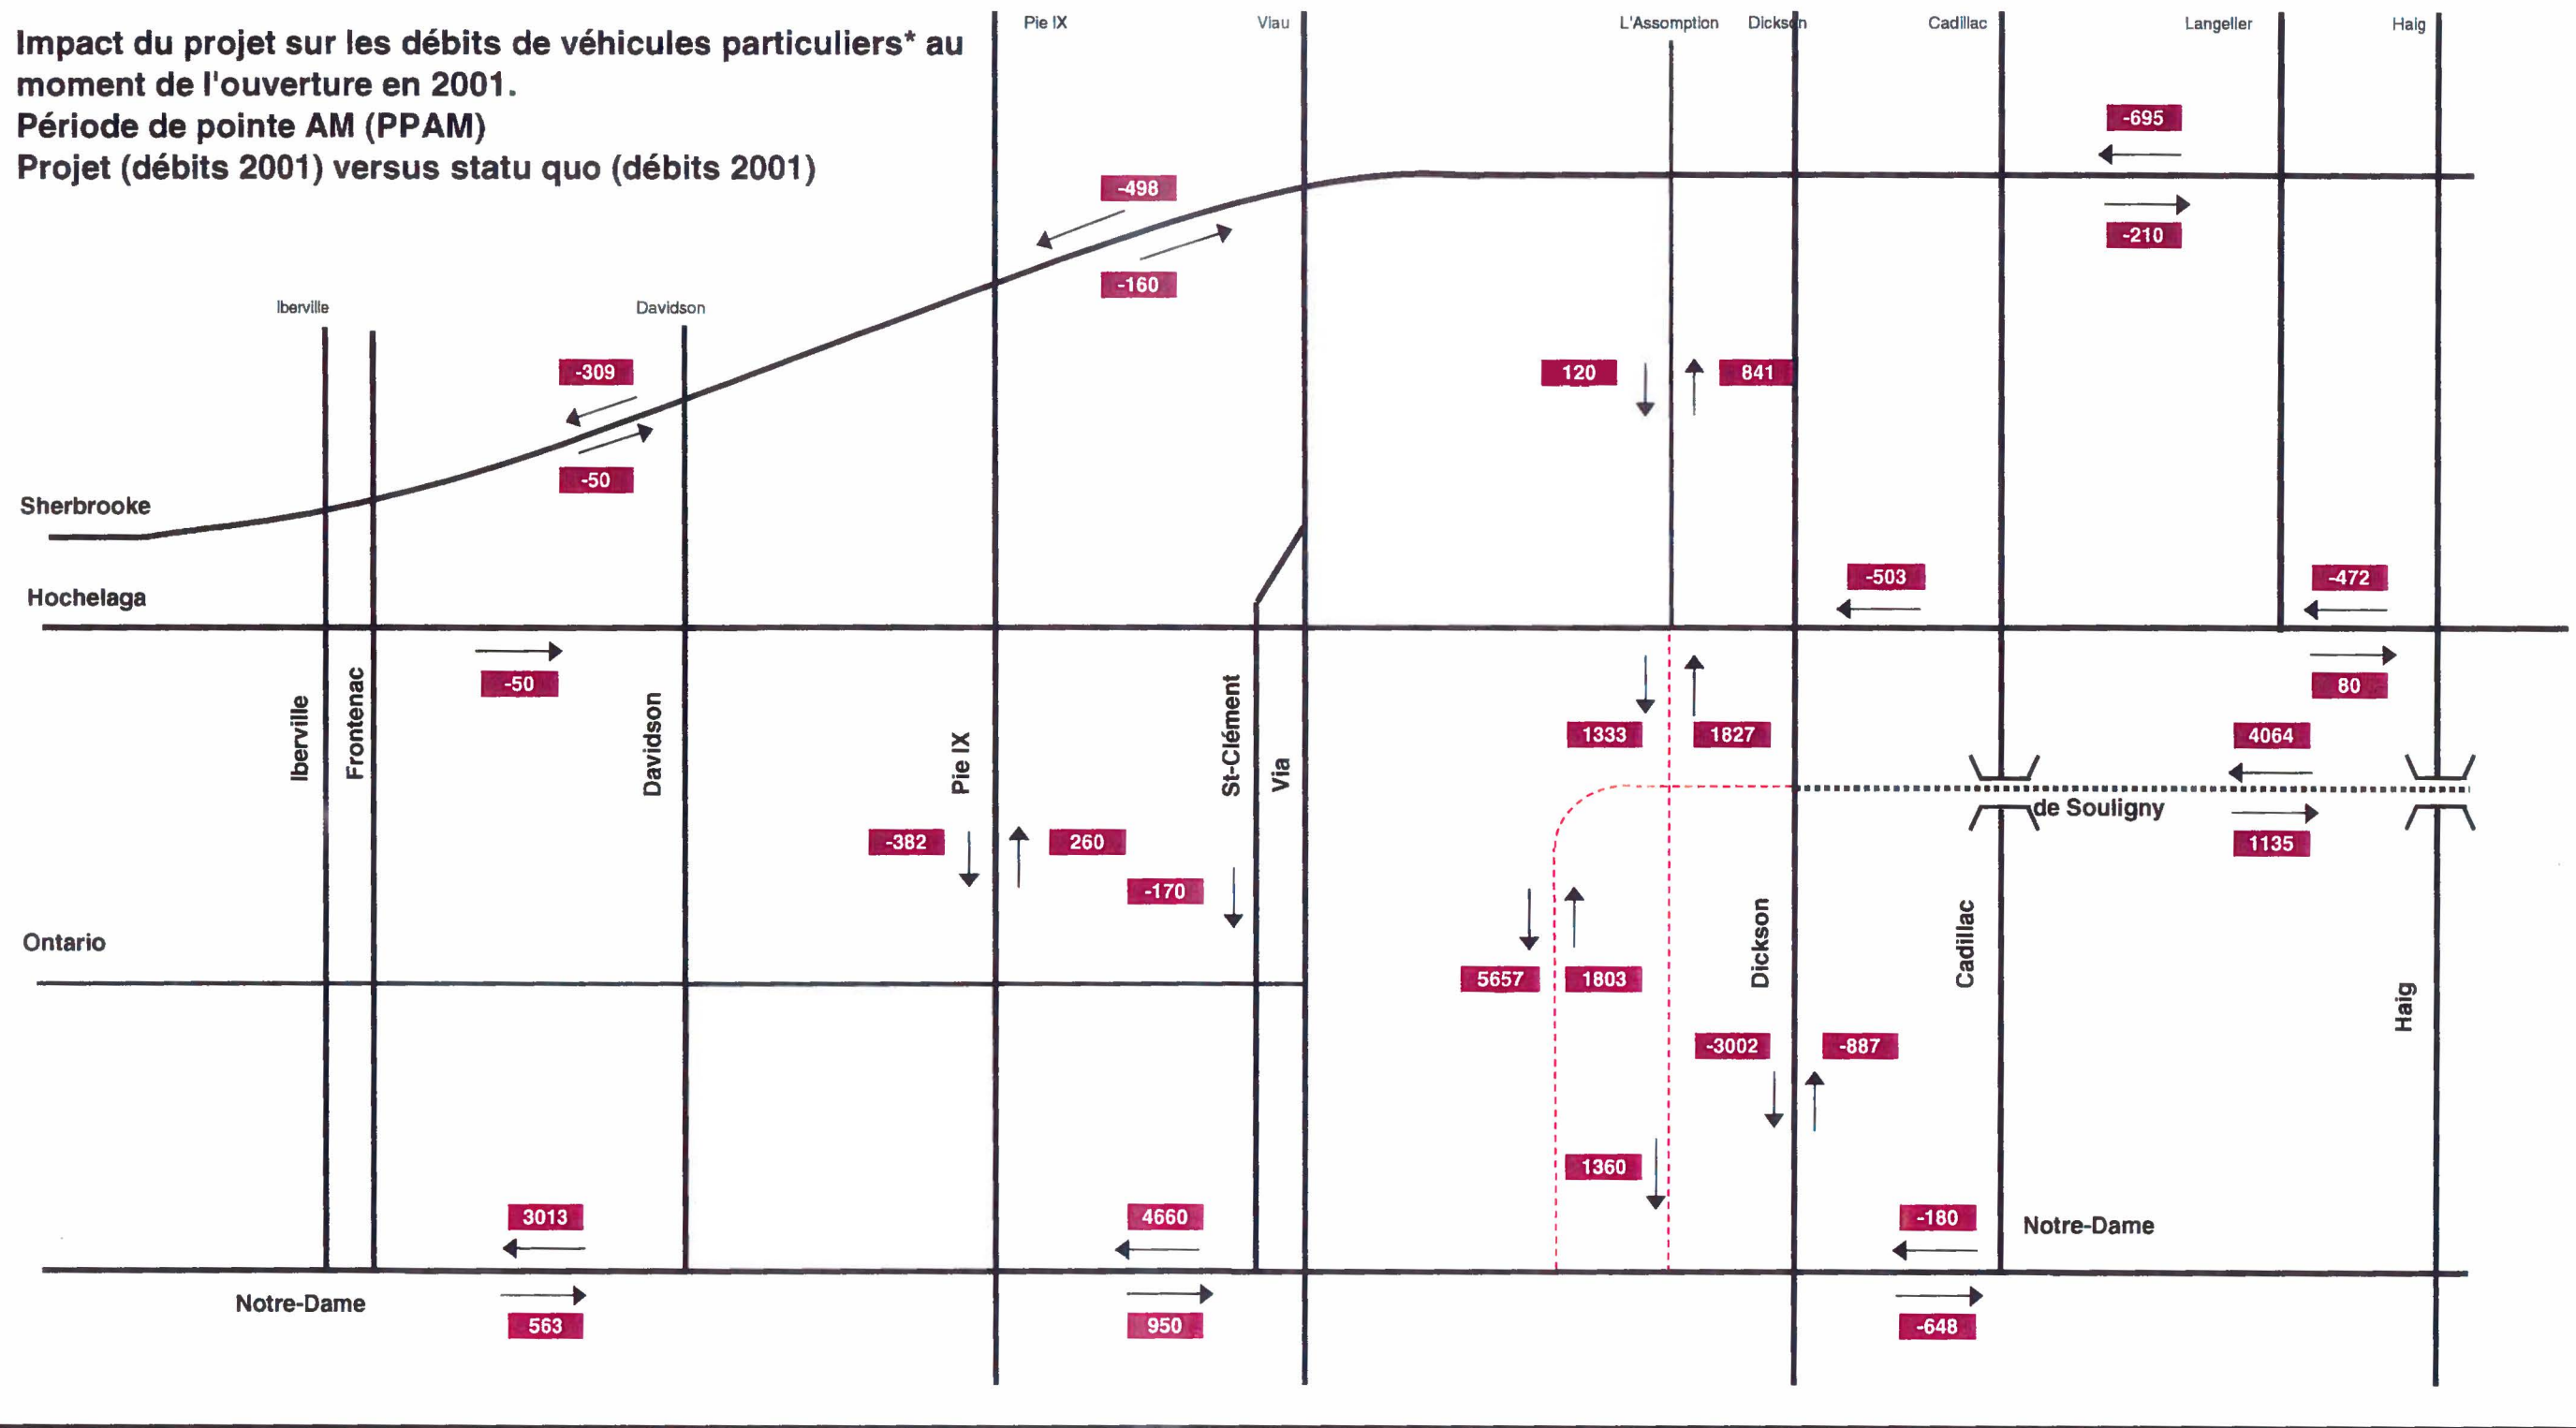 Impact du projet sur les débits de véhicules particuliers* au
moment de l'ouverture en 2001.
Période de pointe AM (PPAM)
Projet (débits 2001) versus statu quo (débits 2001)
Pie IX
Viau
L'Assomption
Dickson
Cadillac
Langelier
Haig
-695
-210
-498
-160
Iberville
Davidson
-309
-50
120
841
Sherbrooke
Hochelaga
-503
-472
-50
80
Iberville
Frontenac
Davidson
Pie IX
St-Clément
Via
1333
1827
4064
de Souligny
1135
-382
260
-170
Ontario
5657
1803
Dickson
Cadillac
Haig
-3002
-887
1360
3013
4660
-180
Notre-Dame
Notre-Dame
563
950
-648